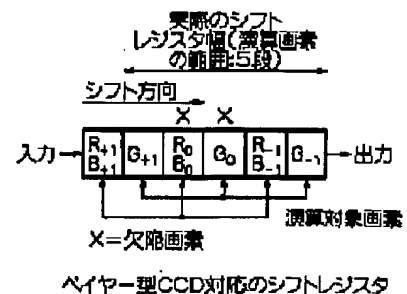 実際のシフト
レジスタ幅(演算画素
の範囲:5段)
シフト方向
X X
入力 R+1 B+1 G+1 R0 B0 G0 R-1 B-1 G-1 出力
演算対象画素
X=欠陥画素
ベイヤー型CCD対応のシフトレジスタ